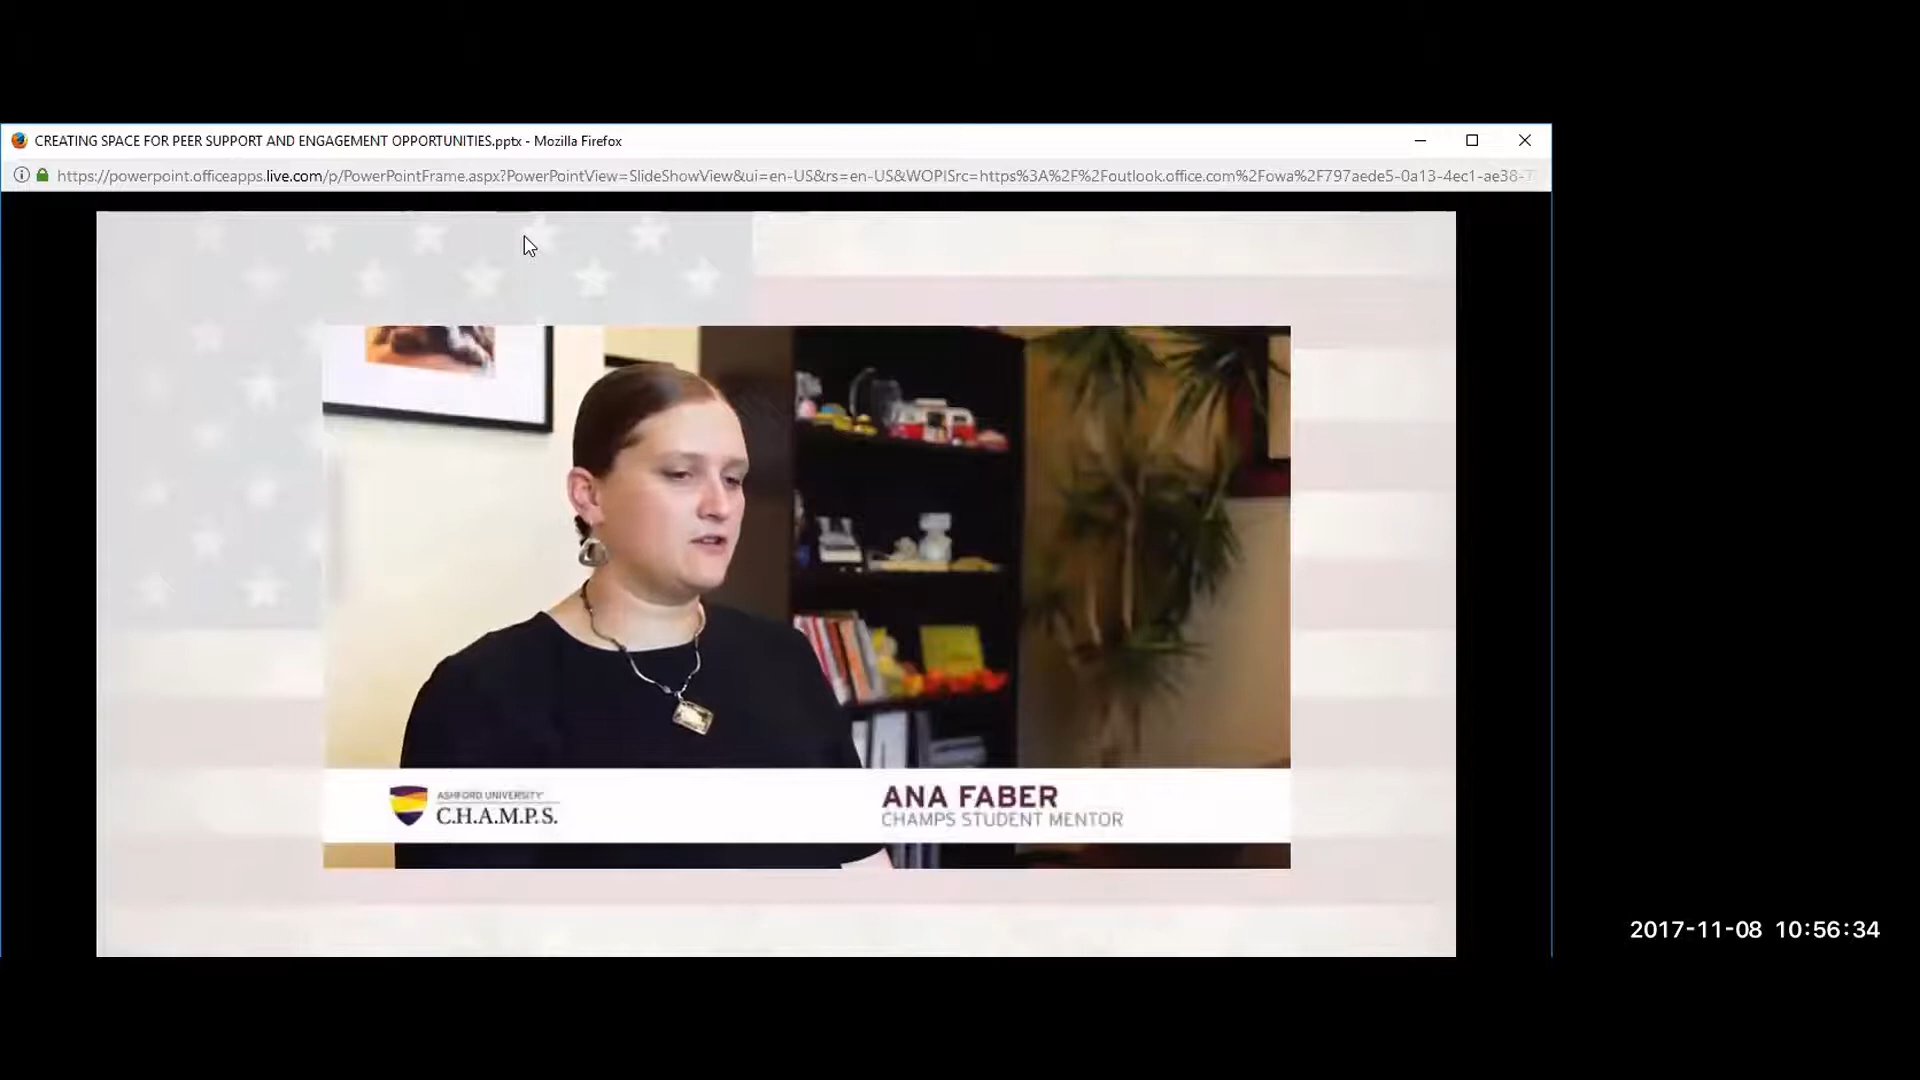 CREATING SPACE FOR PEER SUPPORT AND ENGAGEMENT OPPORTUNITIES.pptx - Mozilla Firefox
https://powerpoint.officeapps.live.com/p/PowerPointFrame.aspx?PowerPointView=SlideShowView&ui=en-US&rs=en-US&WOPISrc=https%3A%2F%2Foutlook.office.com%2Fowa%2F797aede5-0a13-4ec1-ae38-7
ASHFORD UNIVERSITY
C.H.A.M.P.S.
ANA FABER
CHAMPS STUDENT MENTOR
2017-11-08 10:56:34